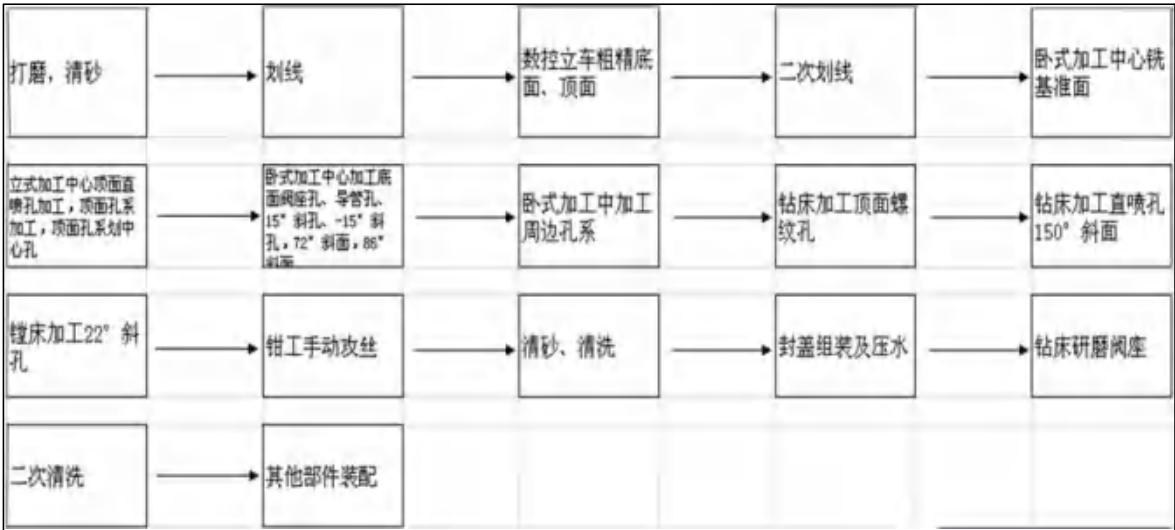 打磨，清砂
划线
数控立车粗精底
面、顶面
二次划线
卧式加工中心铣
基准面
立式加工中心顶面直
喷孔加工，顶面孔系
加工，顶面孔系划中
心孔
卧式加工中心加工底
面阀座孔、导管孔、
15°斜孔、-15°斜
孔，72°斜面，86°
斜面
卧式加工中加工
周边孔系
钻床加工顶面螺
纹孔
钻床加工直喷孔
150°斜面
镗床加工22°斜
孔
钳工手动攻丝
清砂、清洗
封盖组装及压水
钻床研磨阀座
二次清洗
其他部件装配